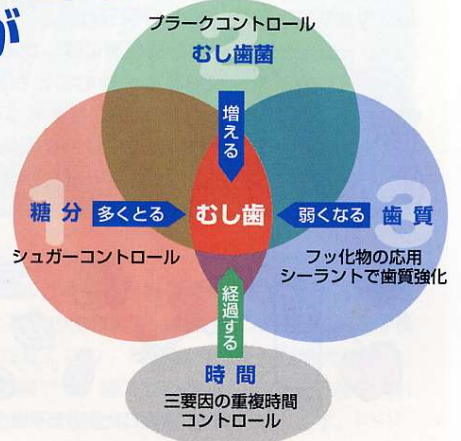 が
プラークコントロール
2
むし歯菌
増える
1
糖分
多くとる
むし歯
弱くなる
歯質
3
シュガーコントロール
フッ化物の応用
シーラントで歯質強化
経過する
時間
三要因の重複時間
コントロール